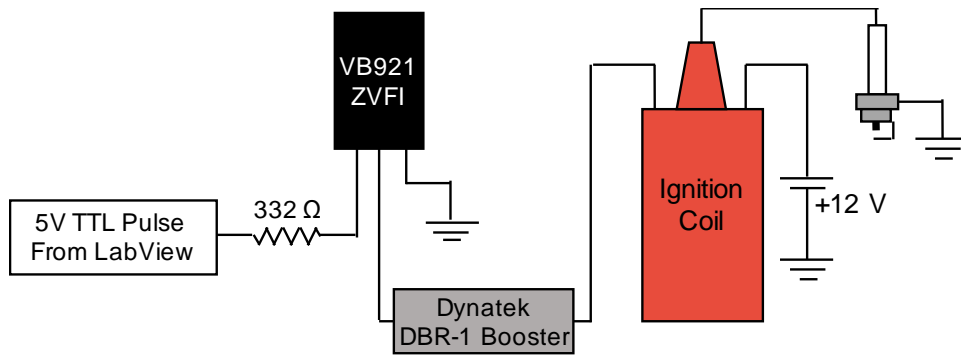 VB921
ZVFI
5V TTL Pulse
From LabView
332 Ω
Dynatek
DBR-1 Booster
Ignition
Coil
+12 V